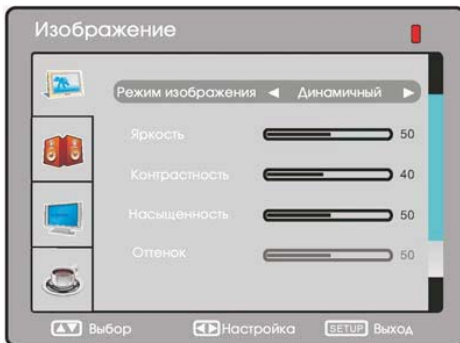 Изображение
Режим изображения ◀ Динамичный ▶
Яркость 50
Контрастность 40
Насыщенность 50
Оттенок 50
▲▼ Выбор ◀▶ Настройка SETUP Выход